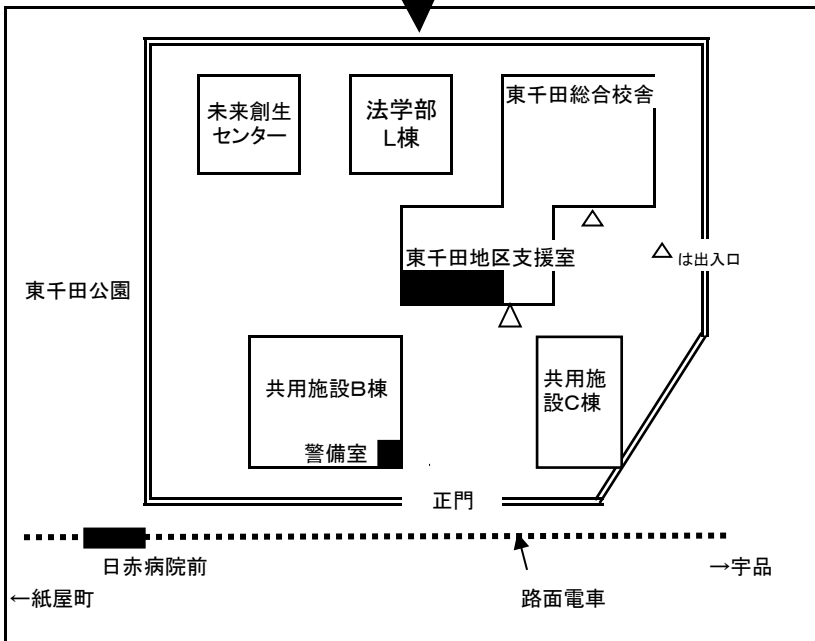 未来創生
センター
法学部
L棟
東千田総合校舎
東千田地区支援室
△は出入口
東千田公園
共用施設B棟
共用施
設C棟
警備室
正門
日赤病院前
→宇品
←紙屋町
路面電車